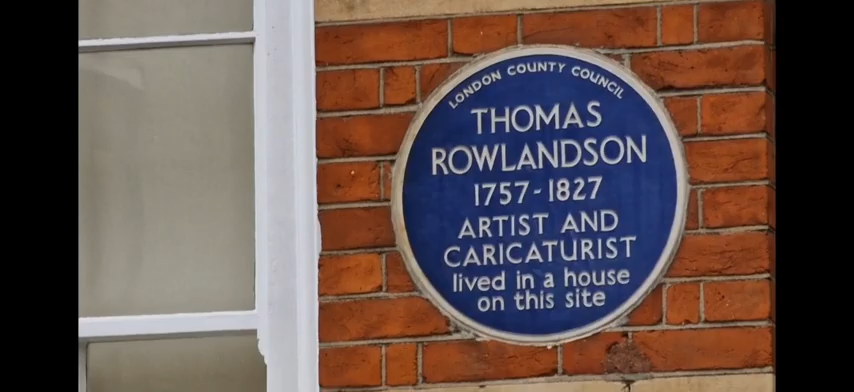 LONDON COUNTY COUNCIL
THOMAS
ROWLANDSON
1757-1827
ARTIST AND
CARICATURIST
lived in a house
on this site